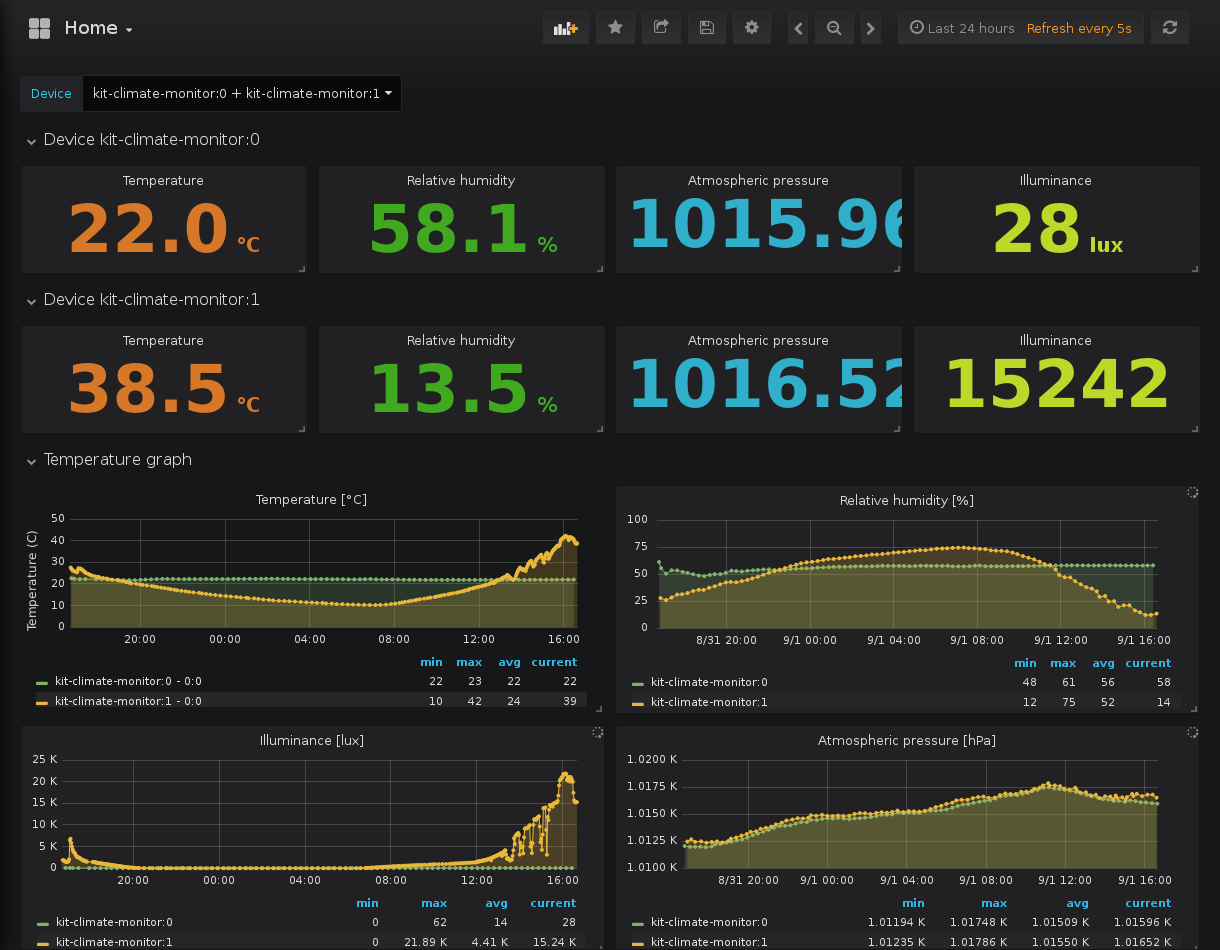 Home
Last 24 hours Refresh every 5s
Device kit-climate-monitor:0 + kit-climate-monitor:1
Device kit-climate-monitor:0
Temperature Relative humidity Atmospheric pressure Illuminance
22.0 °C 58.1 % 1015.96 28 lux
Device kit-climate-monitor:1
Temperature Relative humidity Atmospheric pressure Illuminance
38.5 °C 13.5 % 1016.52 15242
Temperature graph
Temperature [°C]
Temperature (C)
50
40
30
20
10
0
20:00 00:00 04:00 08:00 12:00 16:00
min max avg current
kit-climate-monitor:0 - 0:0 22 23 22 22
kit-climate-monitor:1 - 0:0 10 42 24 39
Relative humidity [%]
100
75
50
25
0
8/31 20:00 9/1 00:00 9/1 04:00 9/1 08:00 9/1 12:00 9/1 16:00
min max avg current
kit-climate-monitor:0 48 61 56 58
kit-climate-monitor:1 12 75 52 14
Illuminance [lux]
25 K
20 K
15 K
10 K
5 K
0
20:00 00:00 04:00 08:00 12:00 16:00
min max avg current
kit-climate-monitor:0 0 62 14 28
kit-climate-monitor:1 0 21.89 K 4.41 K 15.24 K
Atmospheric pressure [hPa]
1.0200 K
1.0175 K
1.0150 K
1.0125 K
1.0100 K
8/31 20:00 9/1 00:00 9/1 04:00 9/1 08:00 9/1 12:00 9/1 16:00
min max avg current
kit-climate-monitor:0 1.01194 K 1.01748 K 1.01509 K 1.01596 K
kit-climate-monitor:1 1.01235 K 1.01786 K 1.01550 K 1.01652 K